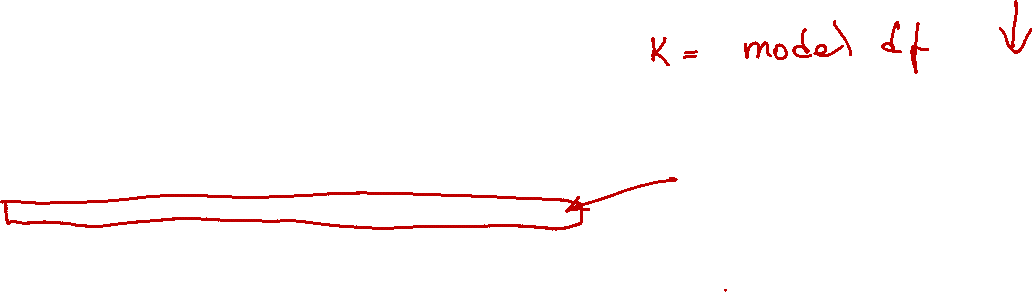 K = model df ↓